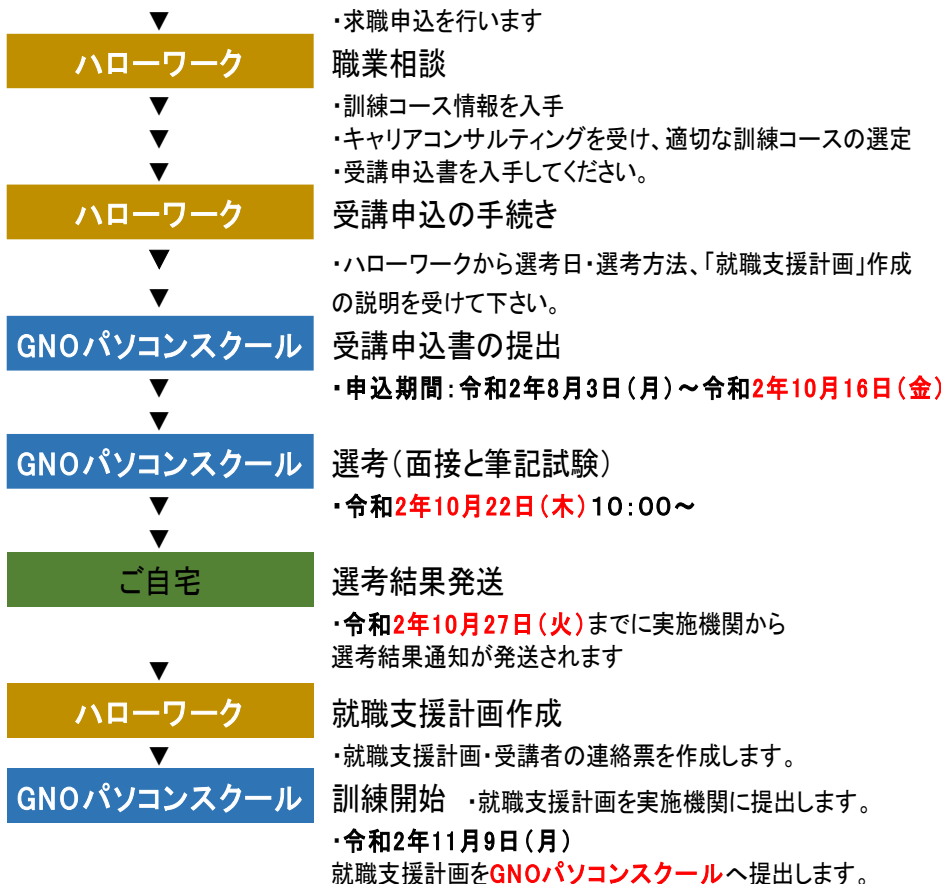 ▼ ・求職申込を行います
ハローワーク 職業相談
▼ ・訓練コース情報を入手
▼ ・キャリアコンサルティングを受け、適切な訓練コースの選定
▼ ・受講申込書を入手してください。
ハローワーク 受講申込の手続き
▼ ・ハローワークから選考日・選考方法、「就職支援計画」作成
▼ の説明を受けて下さい。
GNOパソコンスクール 受講申込書の提出
▼ ・申込期間:令和2年8月3日(月)～令和2年10月16日(金)
▼
GNOパソコンスクール 選考(面接と筆記試験)
▼ ・令和2年10月22日(木)10:00～
▼
ご自宅 選考結果発送
・令和2年10月27日(火)までに実施機関から
選考結果通知が発送されます
▼
ハローワーク 就職支援計画作成
▼ ・就職支援計画・受講者の連絡票を作成します。
GNOパソコンスクール 訓練開始 ・就職支援計画を実施機関に提出します。
・令和2年11月9日(月)
就職支援計画をGNOパソコンスクールへ提出します。